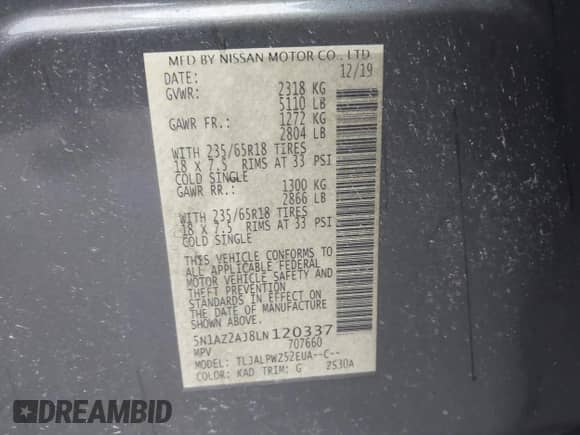 MFD BY NISSAN MOTOR CO., LTD
DATE: 12/19
GVWR: 2318 KG
5110 LB
GAWR FR.: 1272 KG
2804 LB
WITH 235/65R18 TIRES
18 X 7.5 RIMS AT 33 PSI
COLD SINGLE
GAWR RR.: 1300 KG
2866 LB
WITH 235/65R18 TIRES
18 X 7.5 RIMS AT 33 PSI
COLD SINGLE
THIS VEHICLE CONFORMS TO
ALL APPLICABLE FEDERAL
MOTOR VEHICLE SAFETY AND
THEFT PREVENTION
STANDARDS IN EFFECT ON
THE DATE OF MANUFACTURE
SHOWN ABOVE.
5N1AZ2AJ8LN120337
MPV 707660
MODEL: TLJALPWZ52EUA--C--
COLOR: KAD TRIM: G 2S30A
DREAMBID